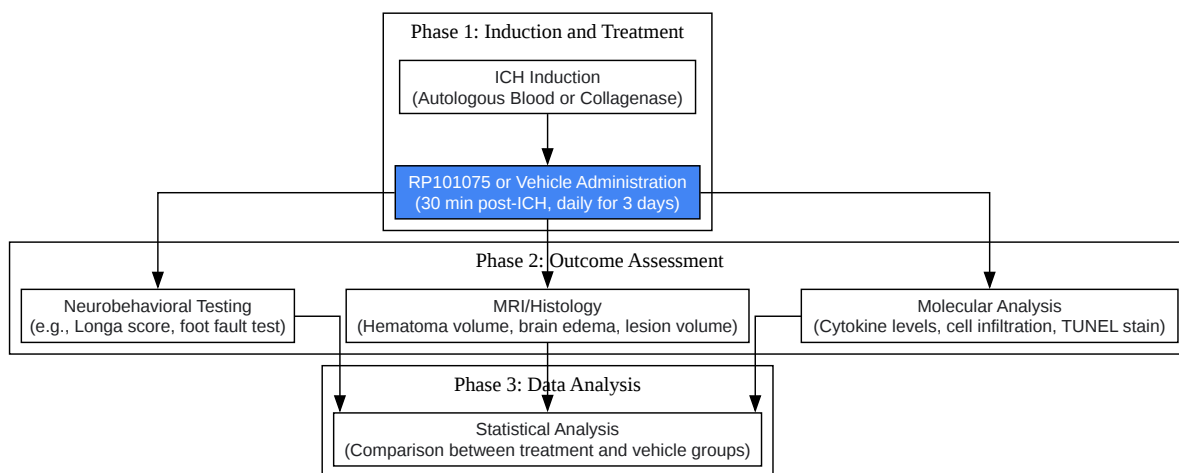 Phase 1: Induction and Treatment
ICH Induction
(Autologous Blood or Collagenase)
RP101075 or Vehicle Administration
(30 min post-ICH, daily for 3 days)
Phase 2: Outcome Assessment
Neurobehavioral Testing
(e.g., Longa score, foot fault test)
MRI/Histology
(Hematoma volume, brain edema, lesion volume)
Molecular Analysis
(Cytokine levels, cell infiltration, TUNEL stain)
Phase 3: Data Analysis
Statistical Analysis
(Comparison between treatment and vehicle groups)